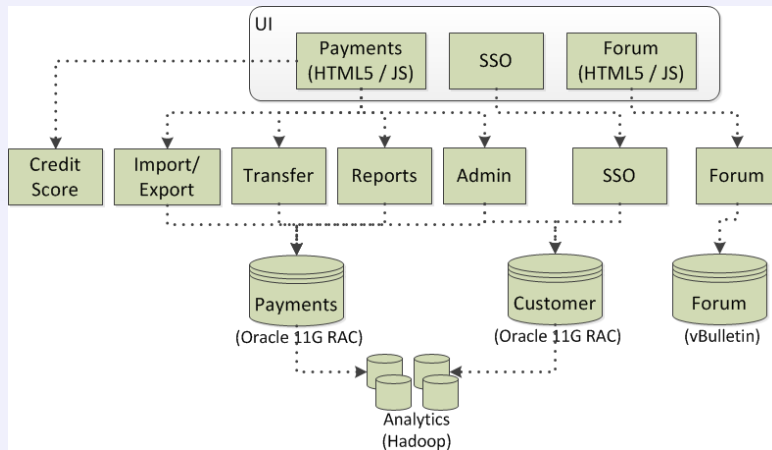 UI
Payments
(HTML5 / JS)
SSO
Forum
(HTML5 / JS)
Credit
Score
Import/
Export
Transfer
Reports
Admin
SSO
Forum
Payments
(Oracle 11G RAC)
Customer
(Oracle 11G RAC)
Forum
(vBulletin)
Analytics
(Hadoop)